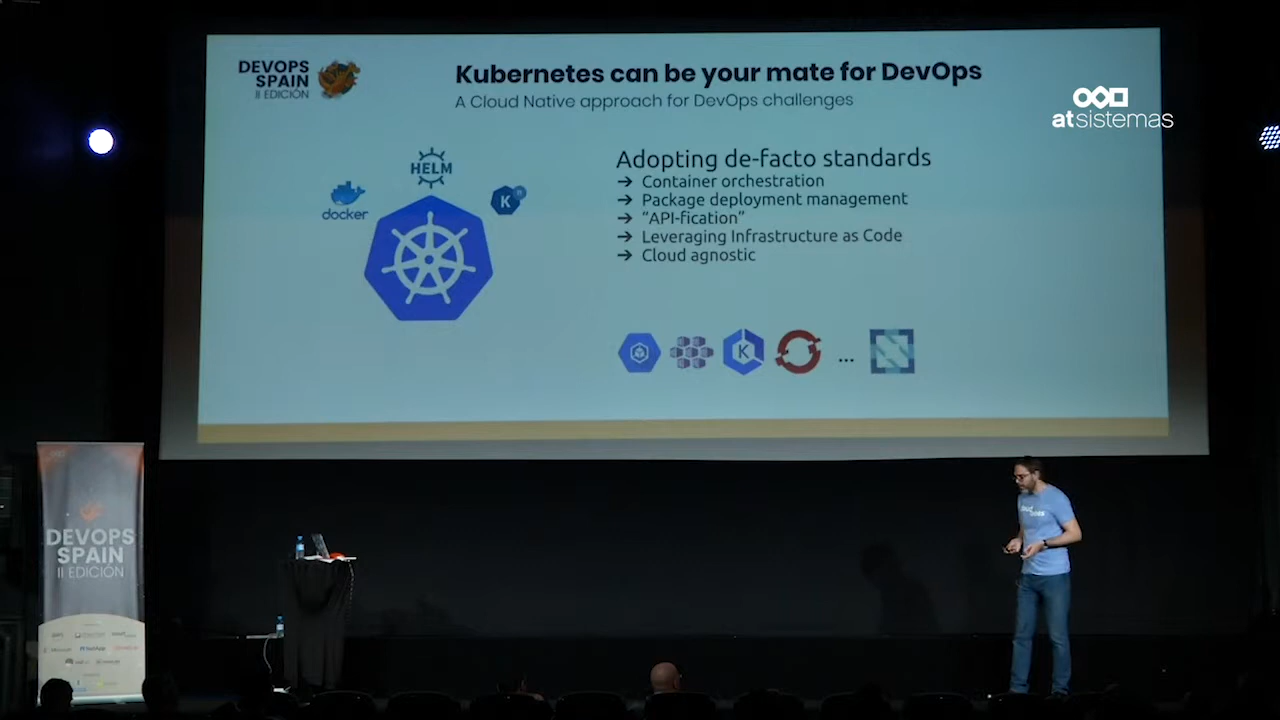 DEVOPS
SPAIN
II EDICIÓN
Kubernetes can be your mate for DevOps
A Cloud Native approach for DevOps challenges
atsistemas
HELM
docker
K
Adopting de-facto standards
→ Container orchestration
→ Package deployment management
→ “API-fication”
→ Leveraging Infrastructure as Code
→ Cloud agnostic
K
...
DEVOPS
SPAIN
II EDICIÓN